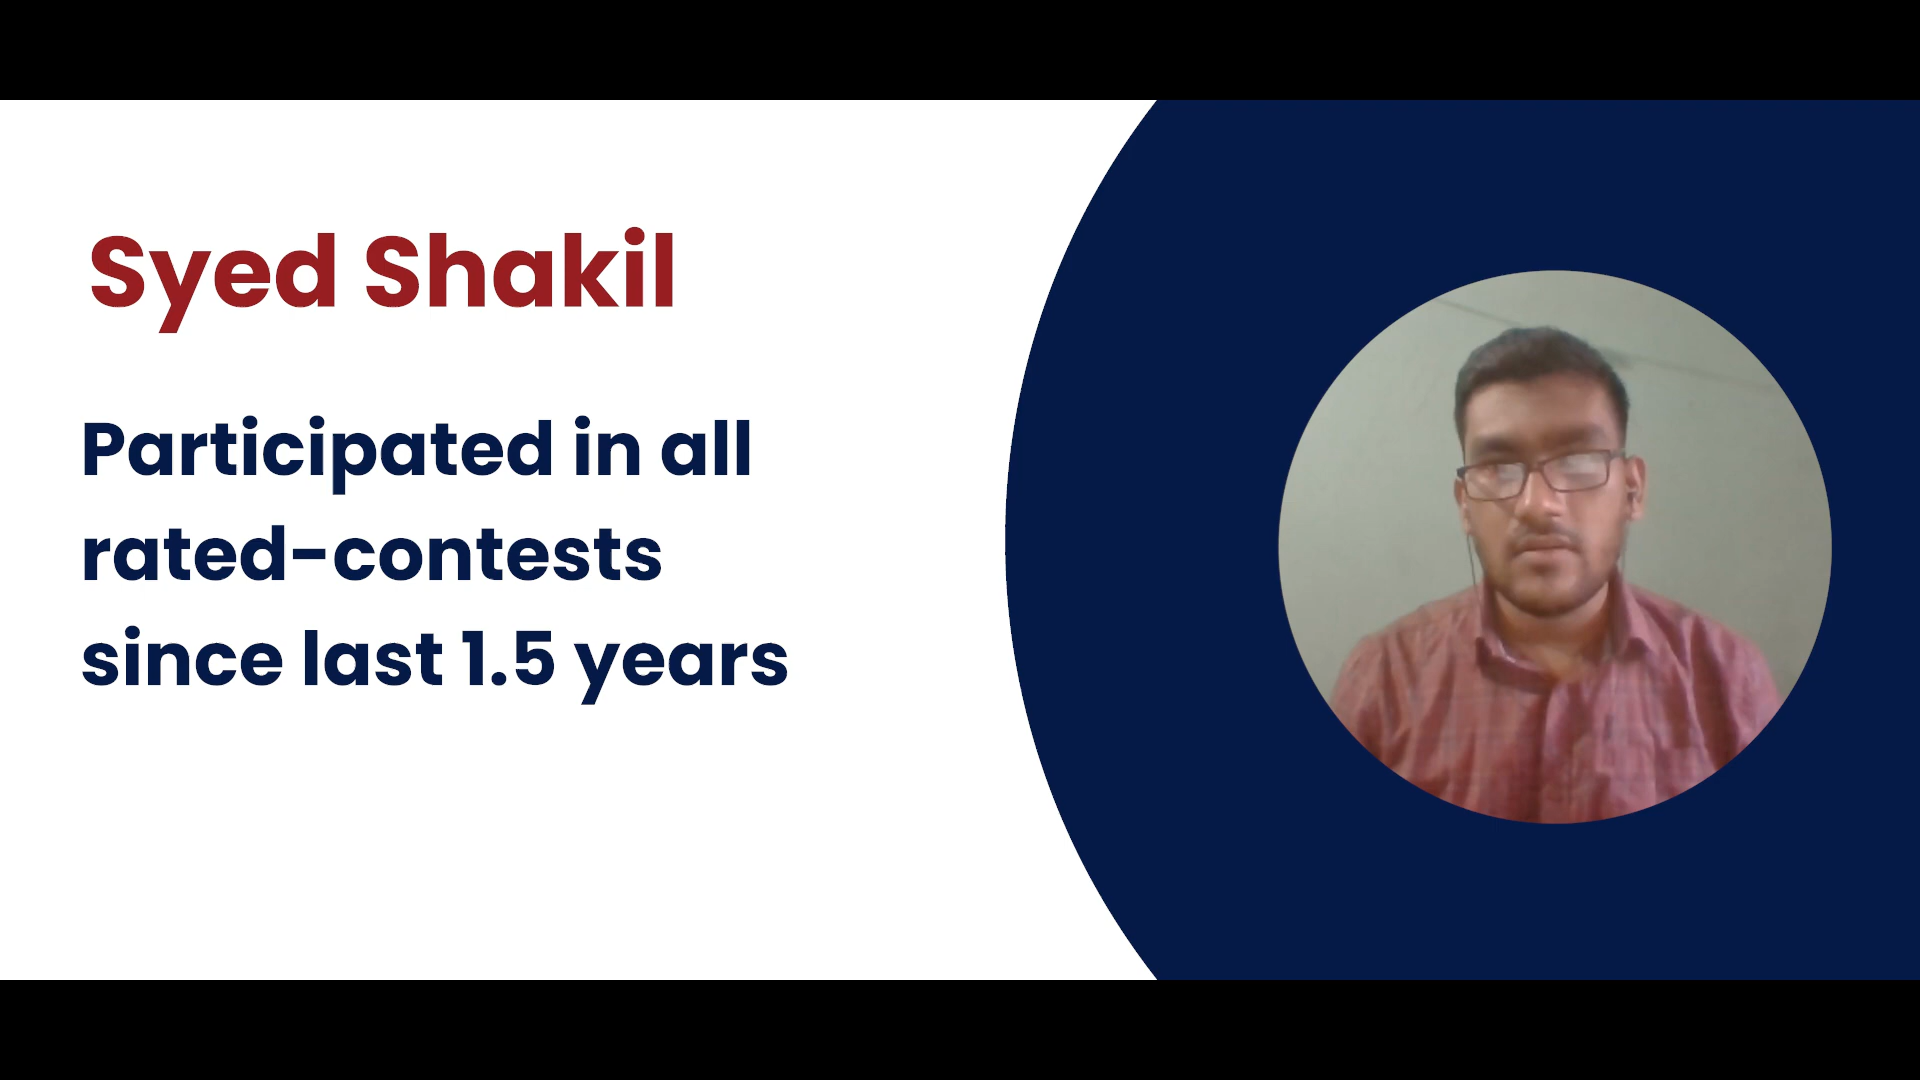 Syed Shakil
Participated in all
rated-contests
since last 1.5 years